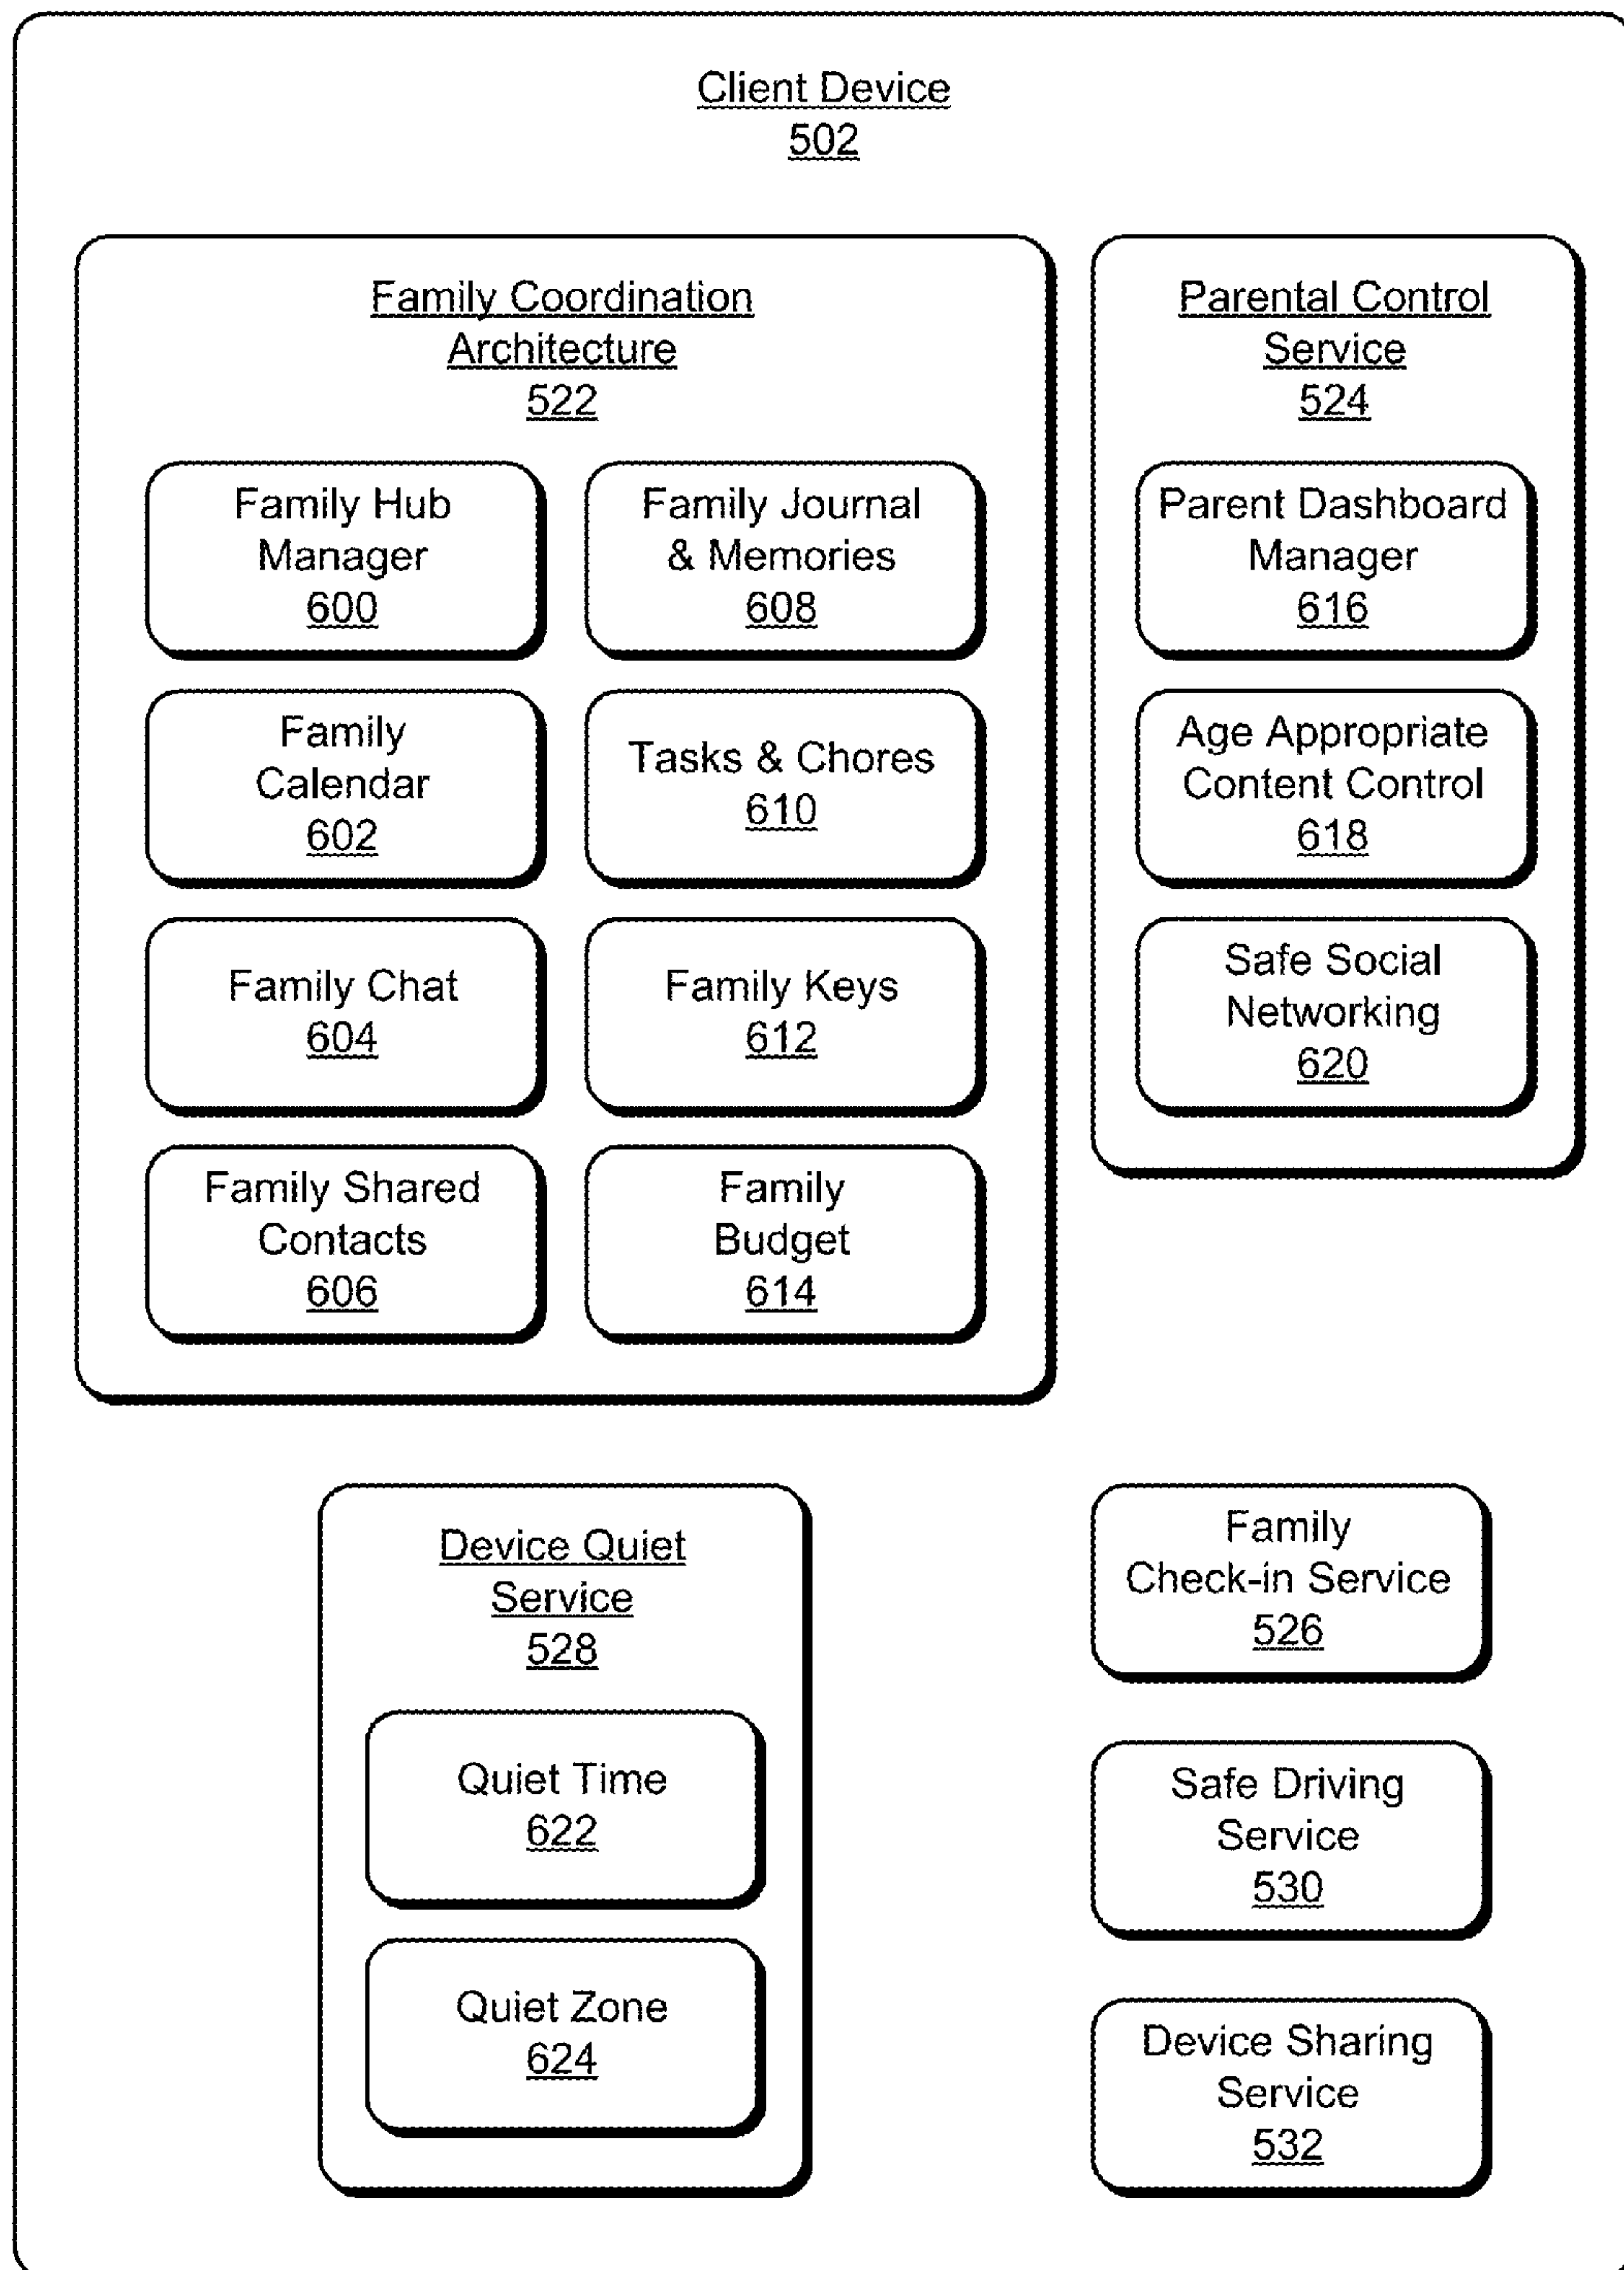 Client Device
502
Family Coordination
Architecture
522
Family Hub
Manager
600
Family Journal
& Memories
608
Family
Calendar
602
Tasks & Chores
610
Family Chat
604
Family Keys
612
Family Shared
Contacts
606
Family
Budget
614
Parental Control
Service
524
Parent Dashboard
Manager
616
Age Appropriate
Content Control
618
Safe Social
Networking
620
Device Quiet
Service
528
Quiet Time
622
Quiet Zone
624
Family
Check-in Service
526
Safe Driving
Service
530
Device Sharing
Service
532